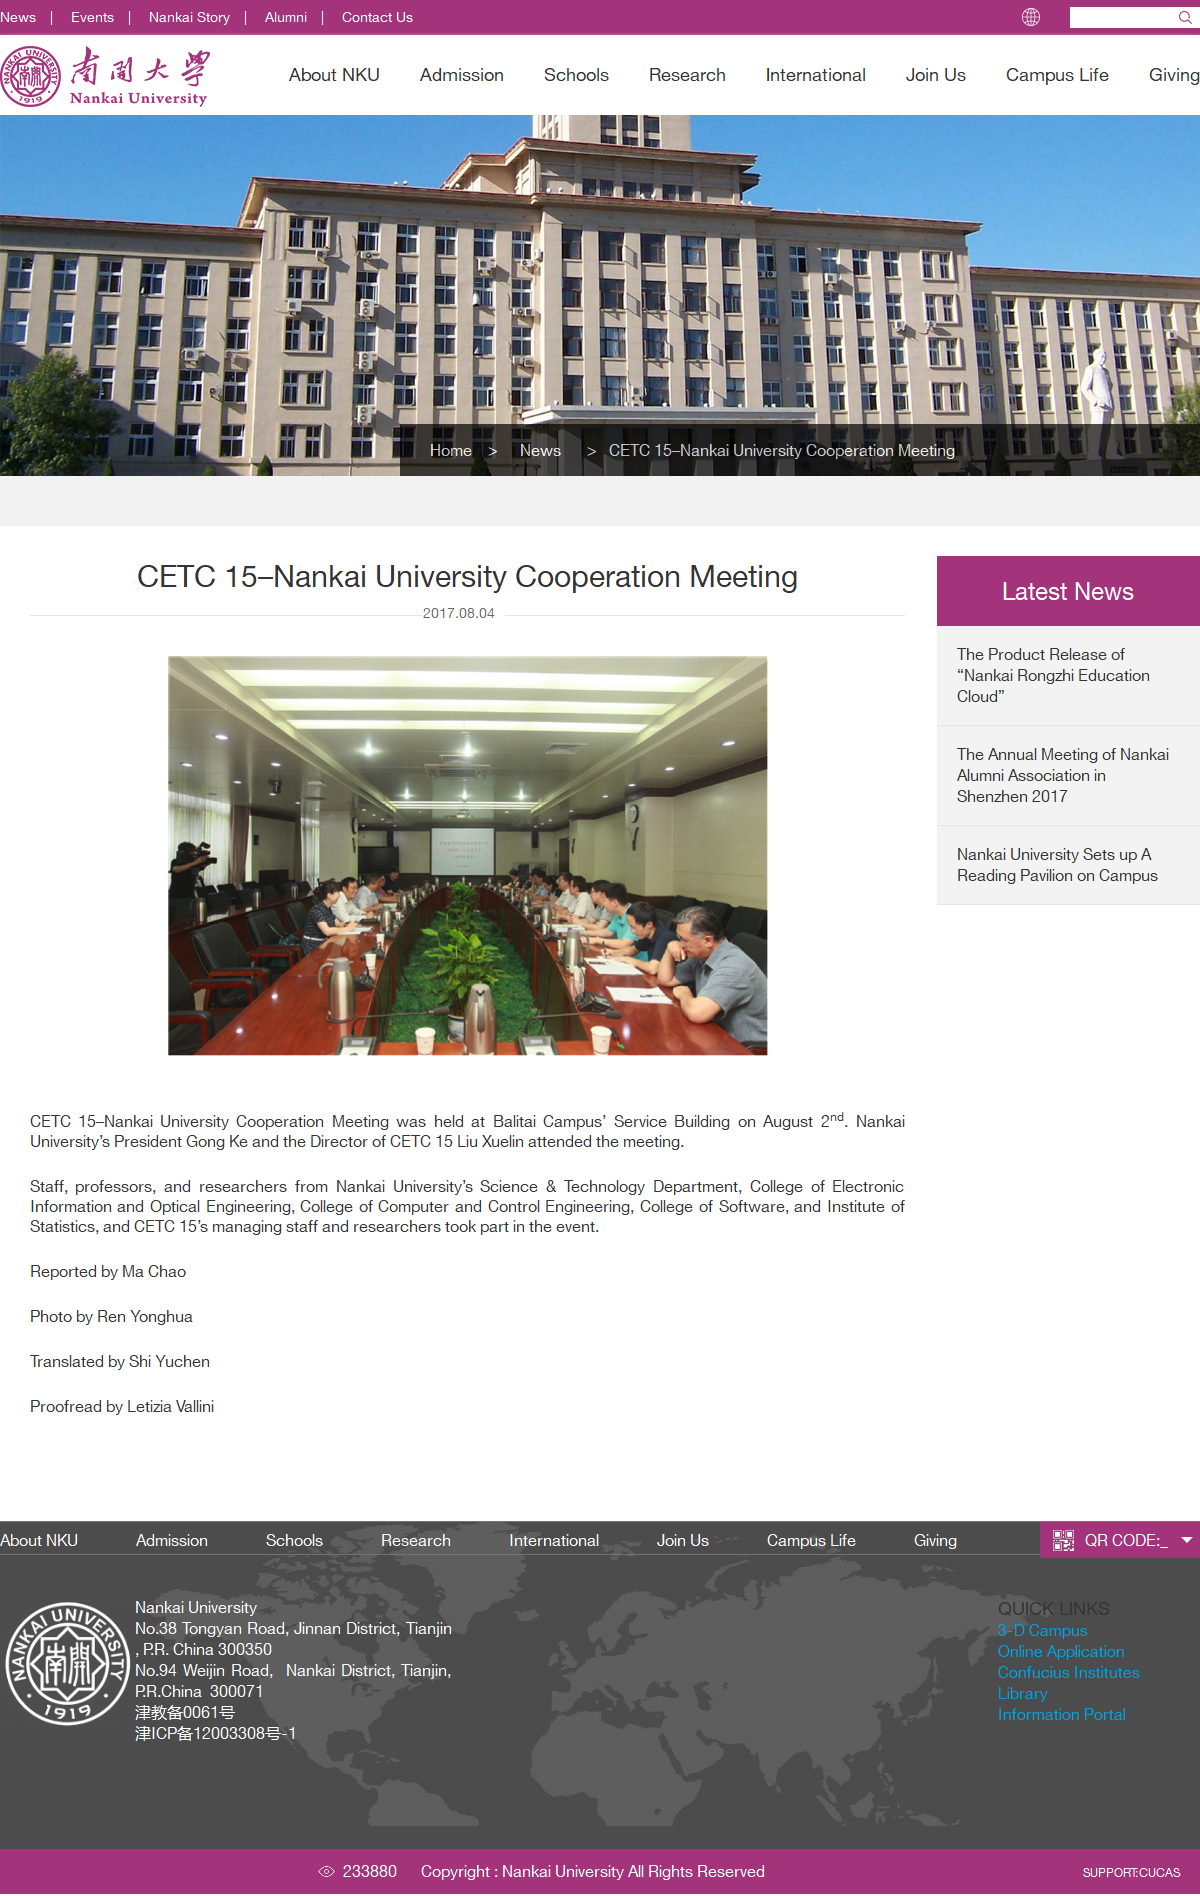 News | Events | Nankai Story | Alumni | Contact Us
NANKAI UNIVERSITY
南開
1919
南開大學
Nankai University
About NKU Admission Schools Research International Join Us Campus Life Giving
Home > News > CETC 15–Nankai University Cooperation Meeting
CETC 15–Nankai University Cooperation Meeting
2017.08.04
Latest News
The Product Release of
“Nankai Rongzhi Education
Cloud”
The Annual Meeting of Nankai
Alumni Association in
Shenzhen 2017
Nankai University Sets up A
Reading Pavilion on Campus
CETC 15–Nankai University Cooperation Meeting was held at Balitai Campus’ Service Building on August 2nd. Nankai
University’s President Gong Ke and the Director of CETC 15 Liu Xuelin attended the meeting.
Staff, professors, and researchers from Nankai University’s Science & Technology Department, College of Electronic
Information and Optical Engineering, College of Computer and Control Engineering, College of Software, and Institute of
Statistics, and CETC 15’s managing staff and researchers took part in the event.
Reported by Ma Chao
Photo by Ren Yonghua
Translated by Shi Yuchen
Proofread by Letizia Vallini
About NKU Admission Schools Research International Join Us Campus Life Giving QR CODE:_
NANKAI UNIVERSITY
南開
1919
Nankai University
No.38 Tongyan Road, Jinnan District, Tianjin
, P.R. China 300350
No.94 Weijin Road, Nankai District, Tianjin,
P.R.China 300071
津教备0061号
津ICP备12003308号-1
QUICK LINKS
3-D Campus
Online Application
Confucius Institutes
Library
Information Portal
233880 Copyright : Nankai University All Rights Reserved
SUPPORT:CUCAS